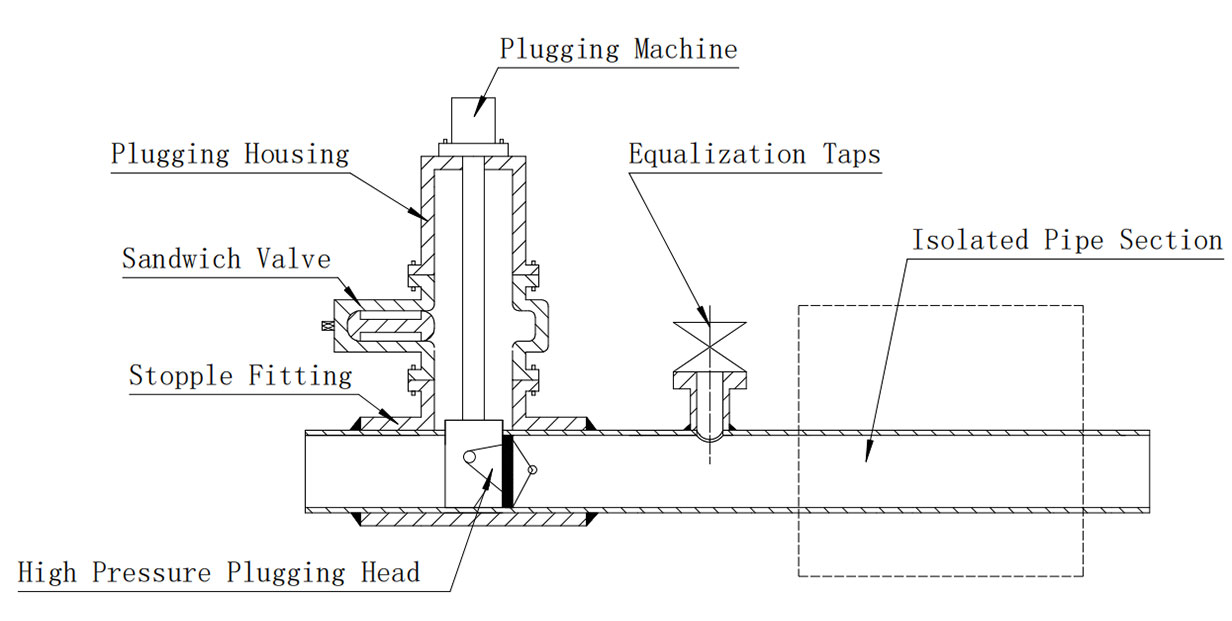 Plugging Machine
Plugging Housing
Equalization Taps
Isolated Pipe Section
Sandwich Valve
Stopple Fitting
High Pressure Plugging Head